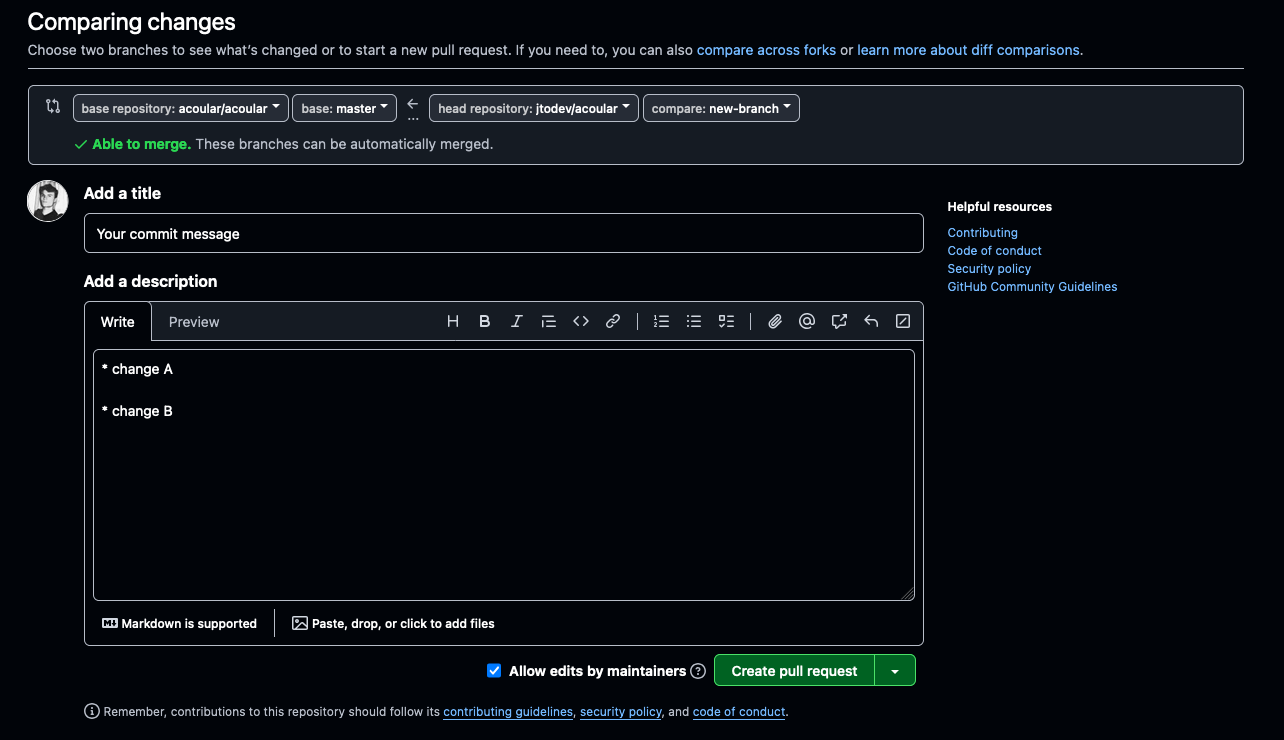 Comparing changes
Choose two branches to see what's changed or to start a new pull request. If you need to, you can also compare across forks or learn more about diff comparisons.
base repository: acoular/acoular base: master ← ... head repository: jtodev/acoular compare: new-branch
Able to merge. These branches can be automatically merged.
Add a title
Your commit message
Helpful resources
Contributing
Code of conduct
Security policy
GitHub Community Guidelines
Add a description
Write Preview
* change A
* change B
Markdown is supported Paste, drop, or click to add files
Allow edits by maintainers Create pull request
Remember, contributions to this repository should follow its contributing guidelines, security policy, and code of conduct.